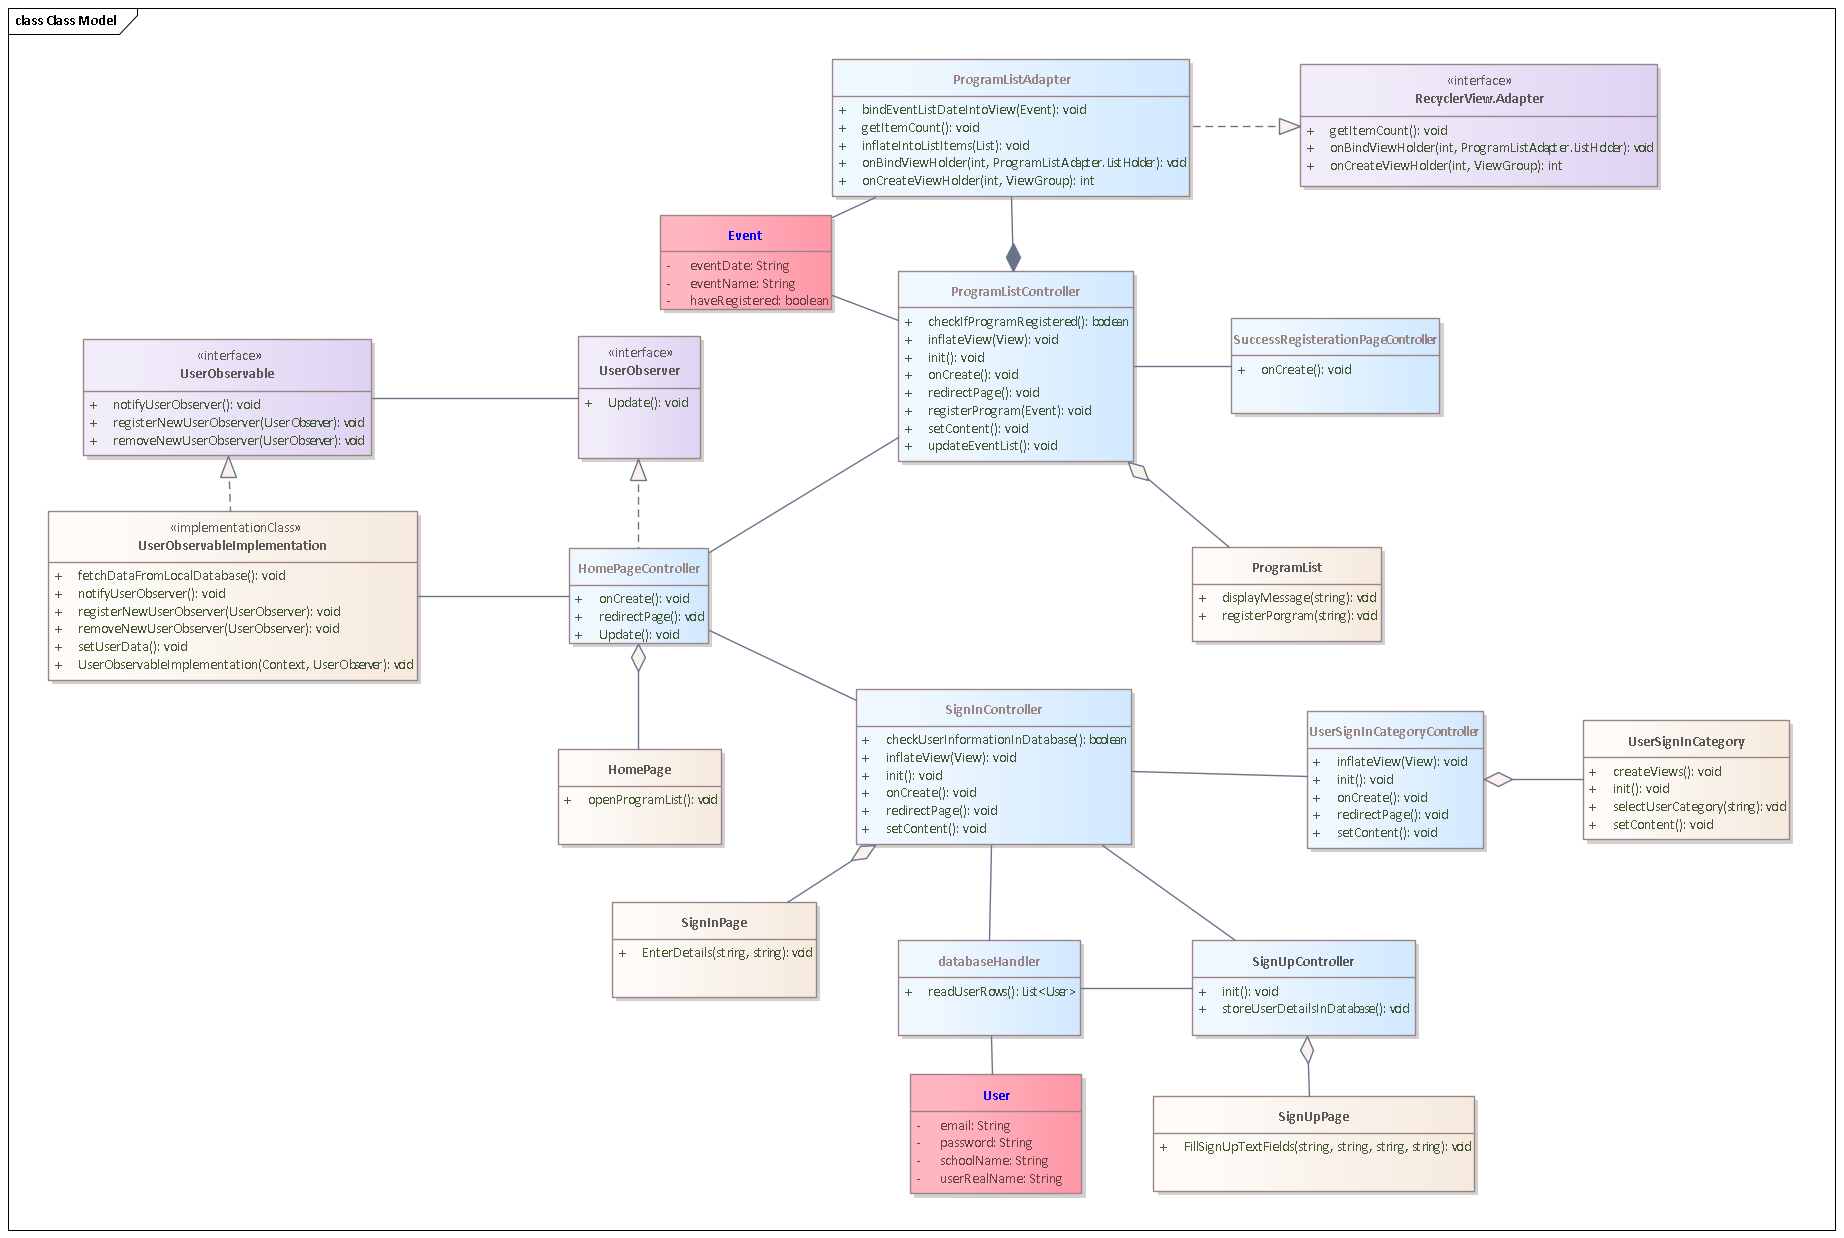 class Class Model
ProgramListAdapter
+ bindEventListDateIntoView(Event): void
+ getItemCount(): void
+ inflateIntoListItems(List): void
+ onBindViewHolder(int, ProgramListAdapter.ListHolder): void
+ onCreateViewHolder(int, ViewGroup): int
«interface»
RecyclerView.Adapter
+ getItemCount(): void
+ onBindViewHolder(int, ProgramListAdapter.ListHolder): void
+ onCreateViewHolder(int, ViewGroup): int
Event
- eventDate: String
- eventName: String
- haveRegistered: boolean
ProgramListController
+ checkIfProgramRegistered(): boolean
+ inflateView(View): void
+ init(): void
+ onCreate(): void
+ redirectPage(): void
+ registerProgram(Event): void
+ setContent(): void
+ updateEventList(): void
SuccessRegisterationPageController
+ onCreate(): void
«interface»
UserObservable
+ notifyUserObserver(): void
+ registerNewUserObserver(UserObserver): void
+ removeNewUserObserver(UserObserver): void
«interface»
UserObserver
+ Update(): void
«implementationClass»
UserObservableImplementation
+ fetchDataFromLocalDatabase(): void
+ notifyUserObserver(): void
+ registerNewUserObserver(UserObserver): void
+ removeNewUserObserver(UserObserver): void
+ setUserData(): void
+ UserObservableImplementation(Context, UserObserver): void
HomePageController
+ onCreate(): void
+ redirectPage(): void
+ Update(): void
ProgramList
+ displayMessage(string): void
+ registerPorgram(string): void
HomePage
+ openProgramList(): void
SignInController
+ checkUserInformationInDatabase(): boolean
+ inflateView(View): void
+ init(): void
+ onCreate(): void
+ redirectPage(): void
+ setContent(): void
UserSignInCategoryController
+ inflateView(View): void
+ init(): void
+ onCreate(): void
+ redirectPage(): void
+ setContent(): void
UserSignInCategory
+ createViews(): void
+ init(): void
+ selectUserCategory(string): void
+ setContent(): void
SignInPage
+ EnterDetails(string, string): void
databaseHandler
+ readUserRows(): List<User>
SignUpController
+ init(): void
+ storeUserDetailsInDatabase(): void
User
- email: String
- password: String
- schoolName: String
- userRealName: String
SignUpPage
+ FillSignUpTextFields(string, string, string, string): void